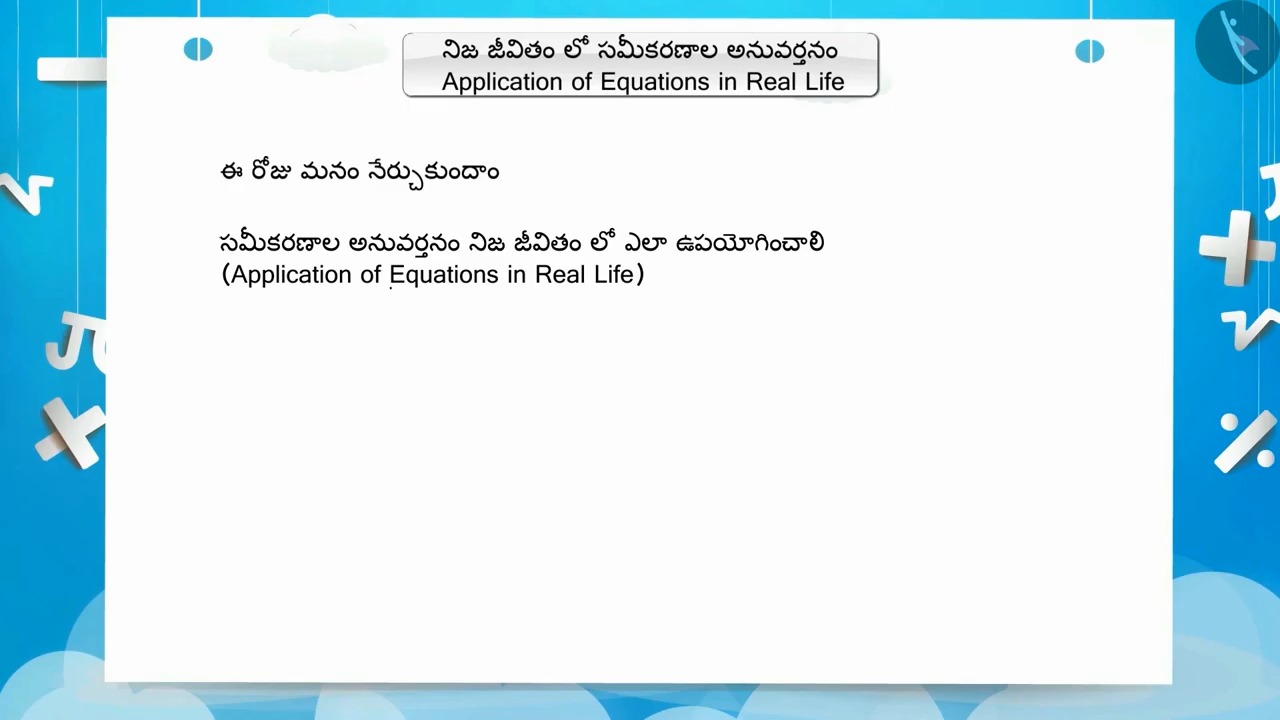 నిజ జీవితం లో సమీకరణాల అనువర్తనం
Application of Equations in Real Life
ఈ రోజు మనం నేర్చుకుందాం
సమీకరణాల అనువర్తనం నిజ జీవితం లో ఎలా ఉపయోగించాలి
(Application of Equations in Real Life)